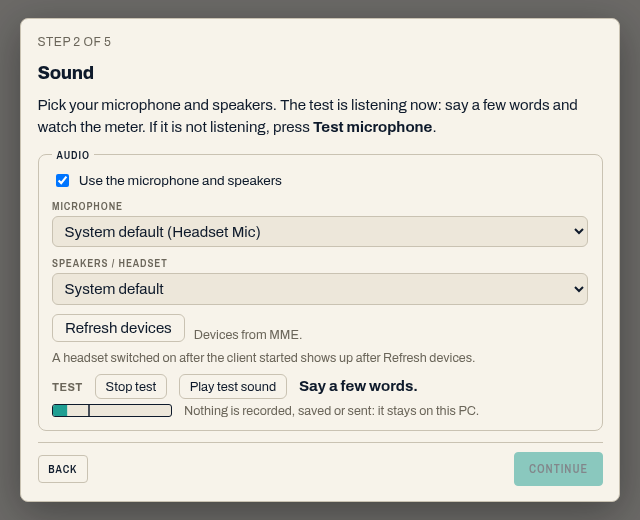 STEP 2 OF 5
Sound
Pick your microphone and speakers. The test is listening now: say a few words and
watch the meter. If it is not listening, press Test microphone.
AUDIO
Use the microphone and speakers
MICROPHONE
System default (Headset Mic)
SPEAKERS / HEADSET
System default
Refresh devices Devices from MME.
A headset switched on after the client started shows up after Refresh devices.
TEST Stop test Play test sound Say a few words.
Nothing is recorded, saved or sent: it stays on this PC.
BACK CONTINUE